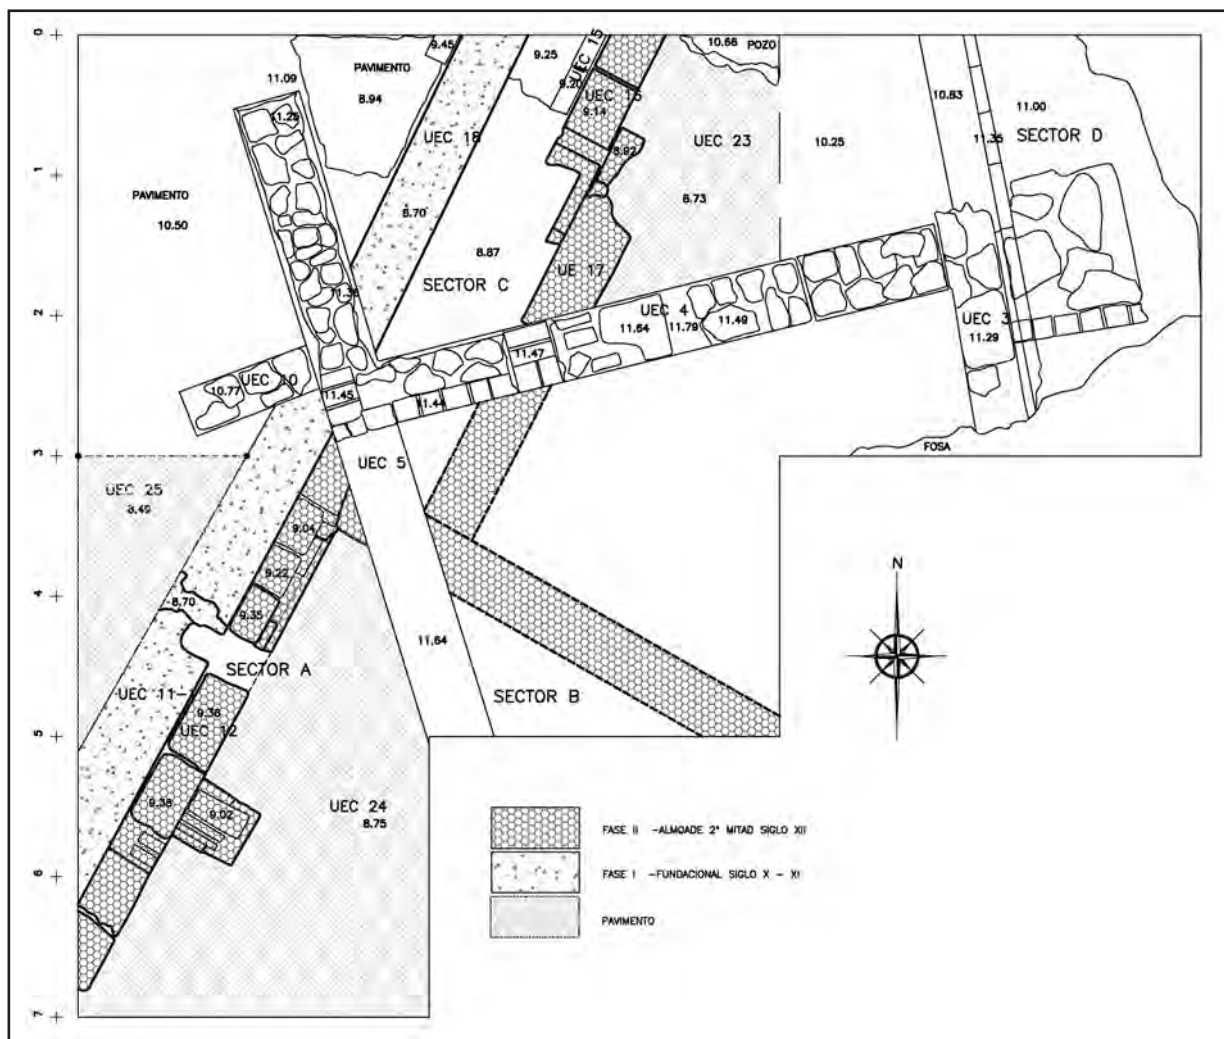 0
9.45
9.25
UEC 15
10.66
POZO
PAVIMENTO
8.94
11.09
9.20
UEC 15
9.14
10.83
11.00
11.25
11.35
SECTOR D
UEC 18
8.92
UEC 23
10.25
1
PAVIMENTO
10.50
8.70
8.73
8.87
SECTOR C
UE 17
2
UEC 4
11.64
11.79
11.49
UEC 3
11.29
11.47
UEC 10
10.77
11.45
11.44
3
FOSA
UEC 5
UEC 25
8.49
9.04
9.22
N
4
8.70
9.35
11.64
SECTOR A
SECTOR B
UEC 11-1
9.38
UEC 12
5
9.38
9.02
UEC 24
8.75
FASE II -ALMOADE 2ª MITAD SIGLO XII
6
FASE I -FUNDACIONAL SIGLO X - XI
PAVIMENTO
7